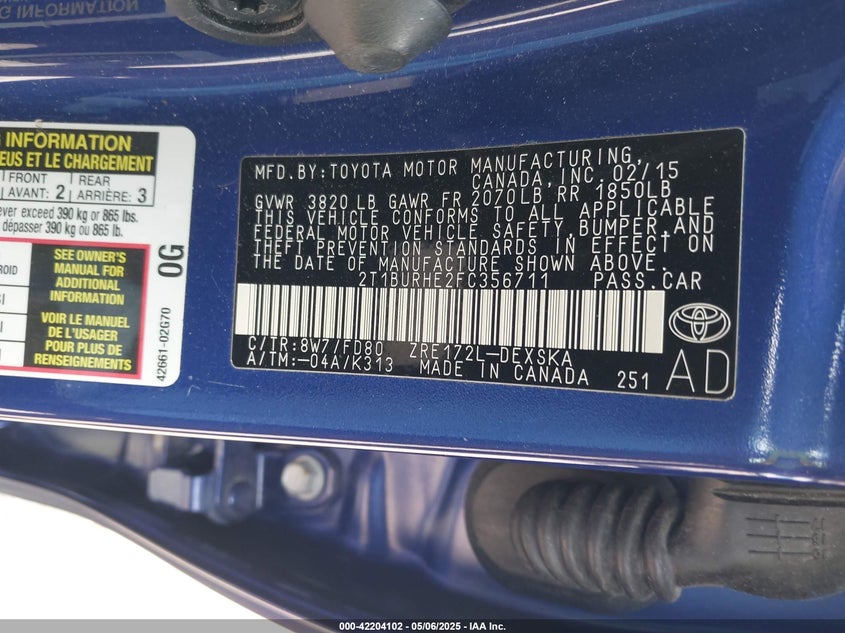 G INFORMATION
G INFORMATION
EUS ET LE CHARGEMENT
FRONT
AVANT: 2
REAR
ARRIÈRE: 3
ever exceed 390 kg or 865 lbs.
dépasser 390 kg ou 865 lb.
SEE OWNER'S
MANUAL FOR
ADDITIONAL
INFORMATION
VOIR LE MANUEL
DE L'USAGER
POUR PLUS DE
RENSEIGNEMENTS
0G
42661-02G70
MFD.BY:TOYOTA MOTOR MANUFACTURING,
CANADA,INC.02/15
GVWR 3820LB GAWR FR 2070LB RR 1850LB
THIS VEHICLE CONFORMS TO ALL APPLICABLE
FEDERAL MOTOR VEHICLE SAFETY,BUMPER,AND
THEFT PREVENTION STANDARDS IN EFFECT ON
THE DATE OF MANUFACTURE SHOWN ABOVE.
2T1BURHE2FC356711 PASS.CAR
C/TR:8W7/FD80 ZRE172L-DEXSKA
A/TM:-04A/K313 MADE IN CANADA 251
AD
000-42204102 - 05/06/2025 - IAA Inc.